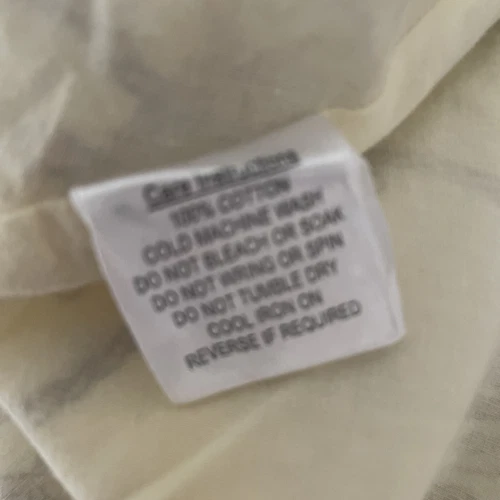 Care Instructions
100% COTTON
COLD MACHINE WASH
DO NOT BLEACH OR SOAK
DO NOT WRING OR SPIN
DO NOT TUMBLE DRY
COOL IRON ON
REVERSE IF REQUIRED